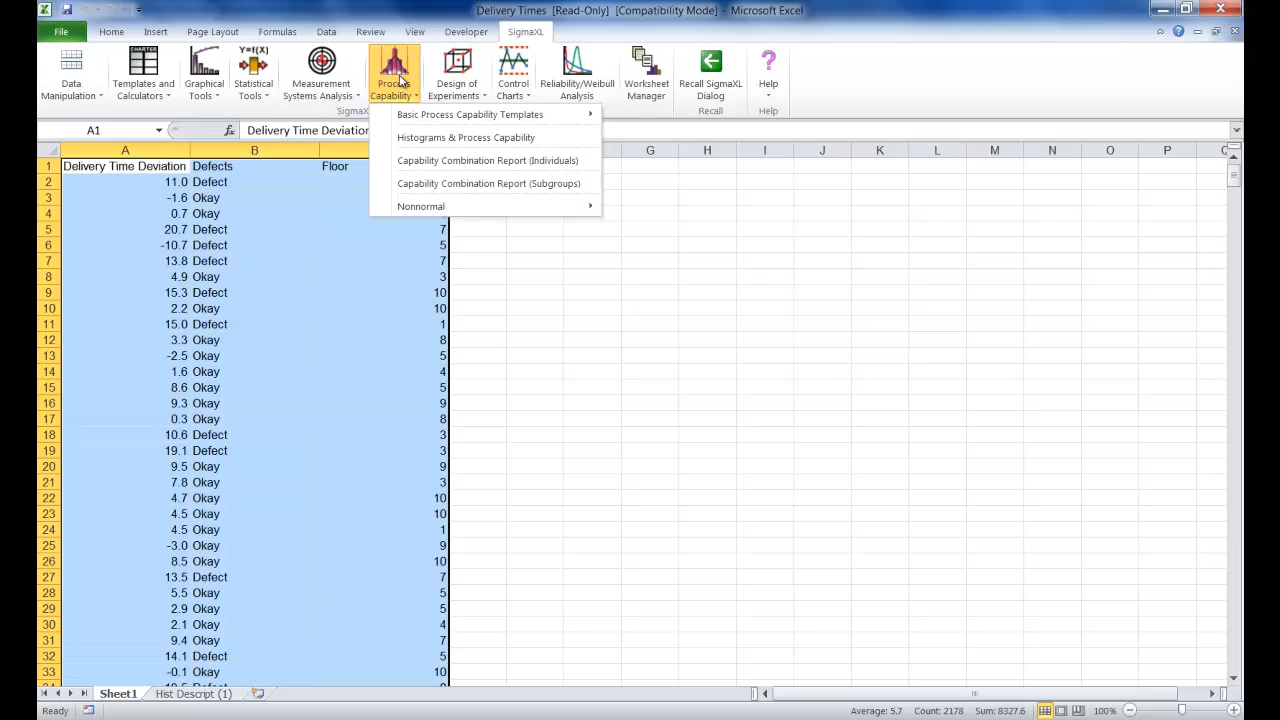 Delivery Times [Read-Only] [Compatibility Mode] - Microsoft Excel
File Home Insert Page Layout Formulas Data Review View Developer SigmaXL
Data Manipulation
Templates and Calculators
Graphical Tools
Statistical Tools
Measurement Systems Analysis
Process Capability
Design of Experiments
Control Charts
Reliability/Weibull Analysis
Worksheet Manager
Recall SigmaXL Dialog
Help
SigmaX
Recall
Help
Basic Process Capability Templates
Histograms & Process Capability
Capability Combination Report (Individuals)
Capability Combination Report (Subgroups)
Nonnormal
A1 fx Delivery Time Deviation
A B G H I J K L M N O P
1 Delivery Time Deviation Defects Floor
2 11.0 Defect
3 -1.6 Okay
4 0.7 Okay
5 20.7 Defect 7
6 -10.7 Defect 5
7 13.8 Defect 7
8 4.9 Okay 3
9 15.3 Defect 10
10 2.2 Okay 10
11 15.0 Defect 1
12 3.3 Okay 8
13 -2.5 Okay 5
14 1.6 Okay 4
15 8.6 Okay 5
16 9.3 Okay 9
17 0.3 Okay 8
18 10.6 Defect 3
19 19.1 Defect 3
20 9.5 Okay 9
21 7.8 Okay 3
22 4.7 Okay 10
23 4.5 Okay 10
24 4.5 Okay 1
25 -3.0 Okay 9
26 8.5 Okay 10
27 13.5 Defect 7
28 5.5 Okay 5
29 2.9 Okay 5
30 2.1 Okay 4
31 9.4 Okay 7
32 14.1 Defect 5
33 -0.1 Okay 10
Sheet1 Hist Descript (1)
Ready Average: 5.7 Count: 2178 Sum: 8327.6 100%